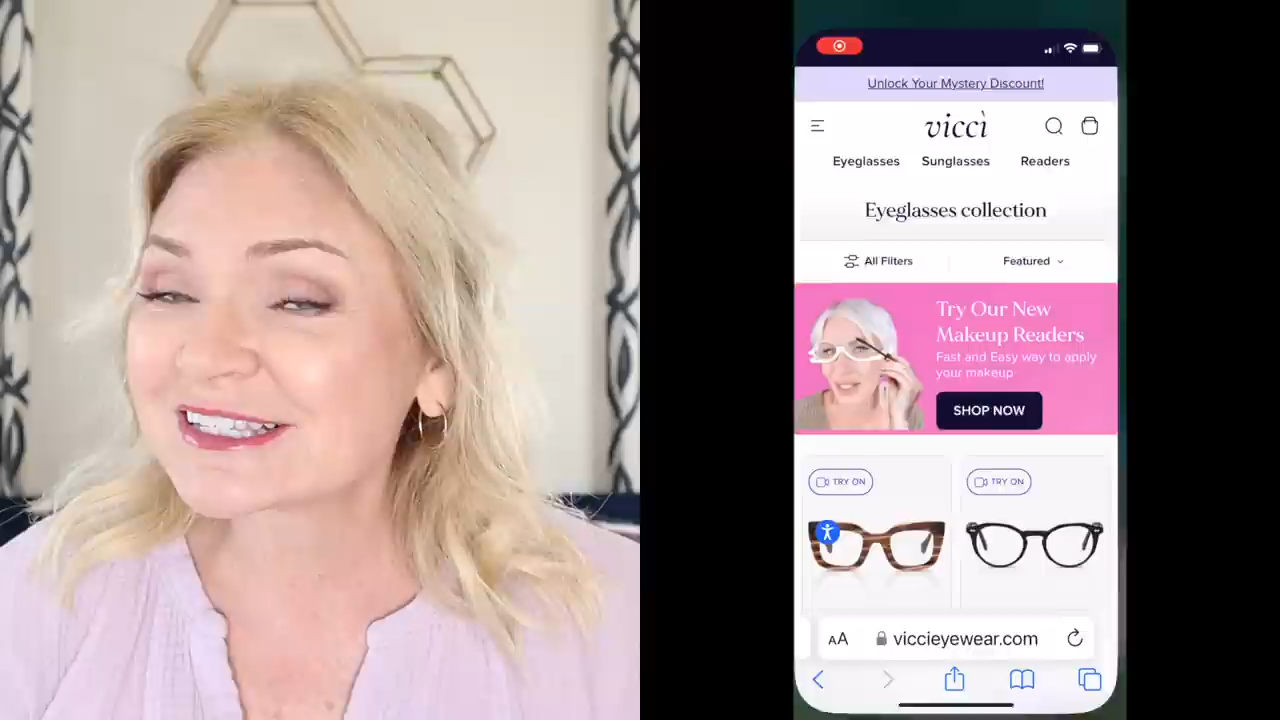 Unlock Your Mystery Discount!
viccì
Eyeglasses Sunglasses Readers
Eyeglasses collection
All Filters Featured
Try Our New
Makeup Readers
Fast and Easy way to apply
your makeup
SHOP NOW
TRY ON TRY ON
AA viccieyewear.com